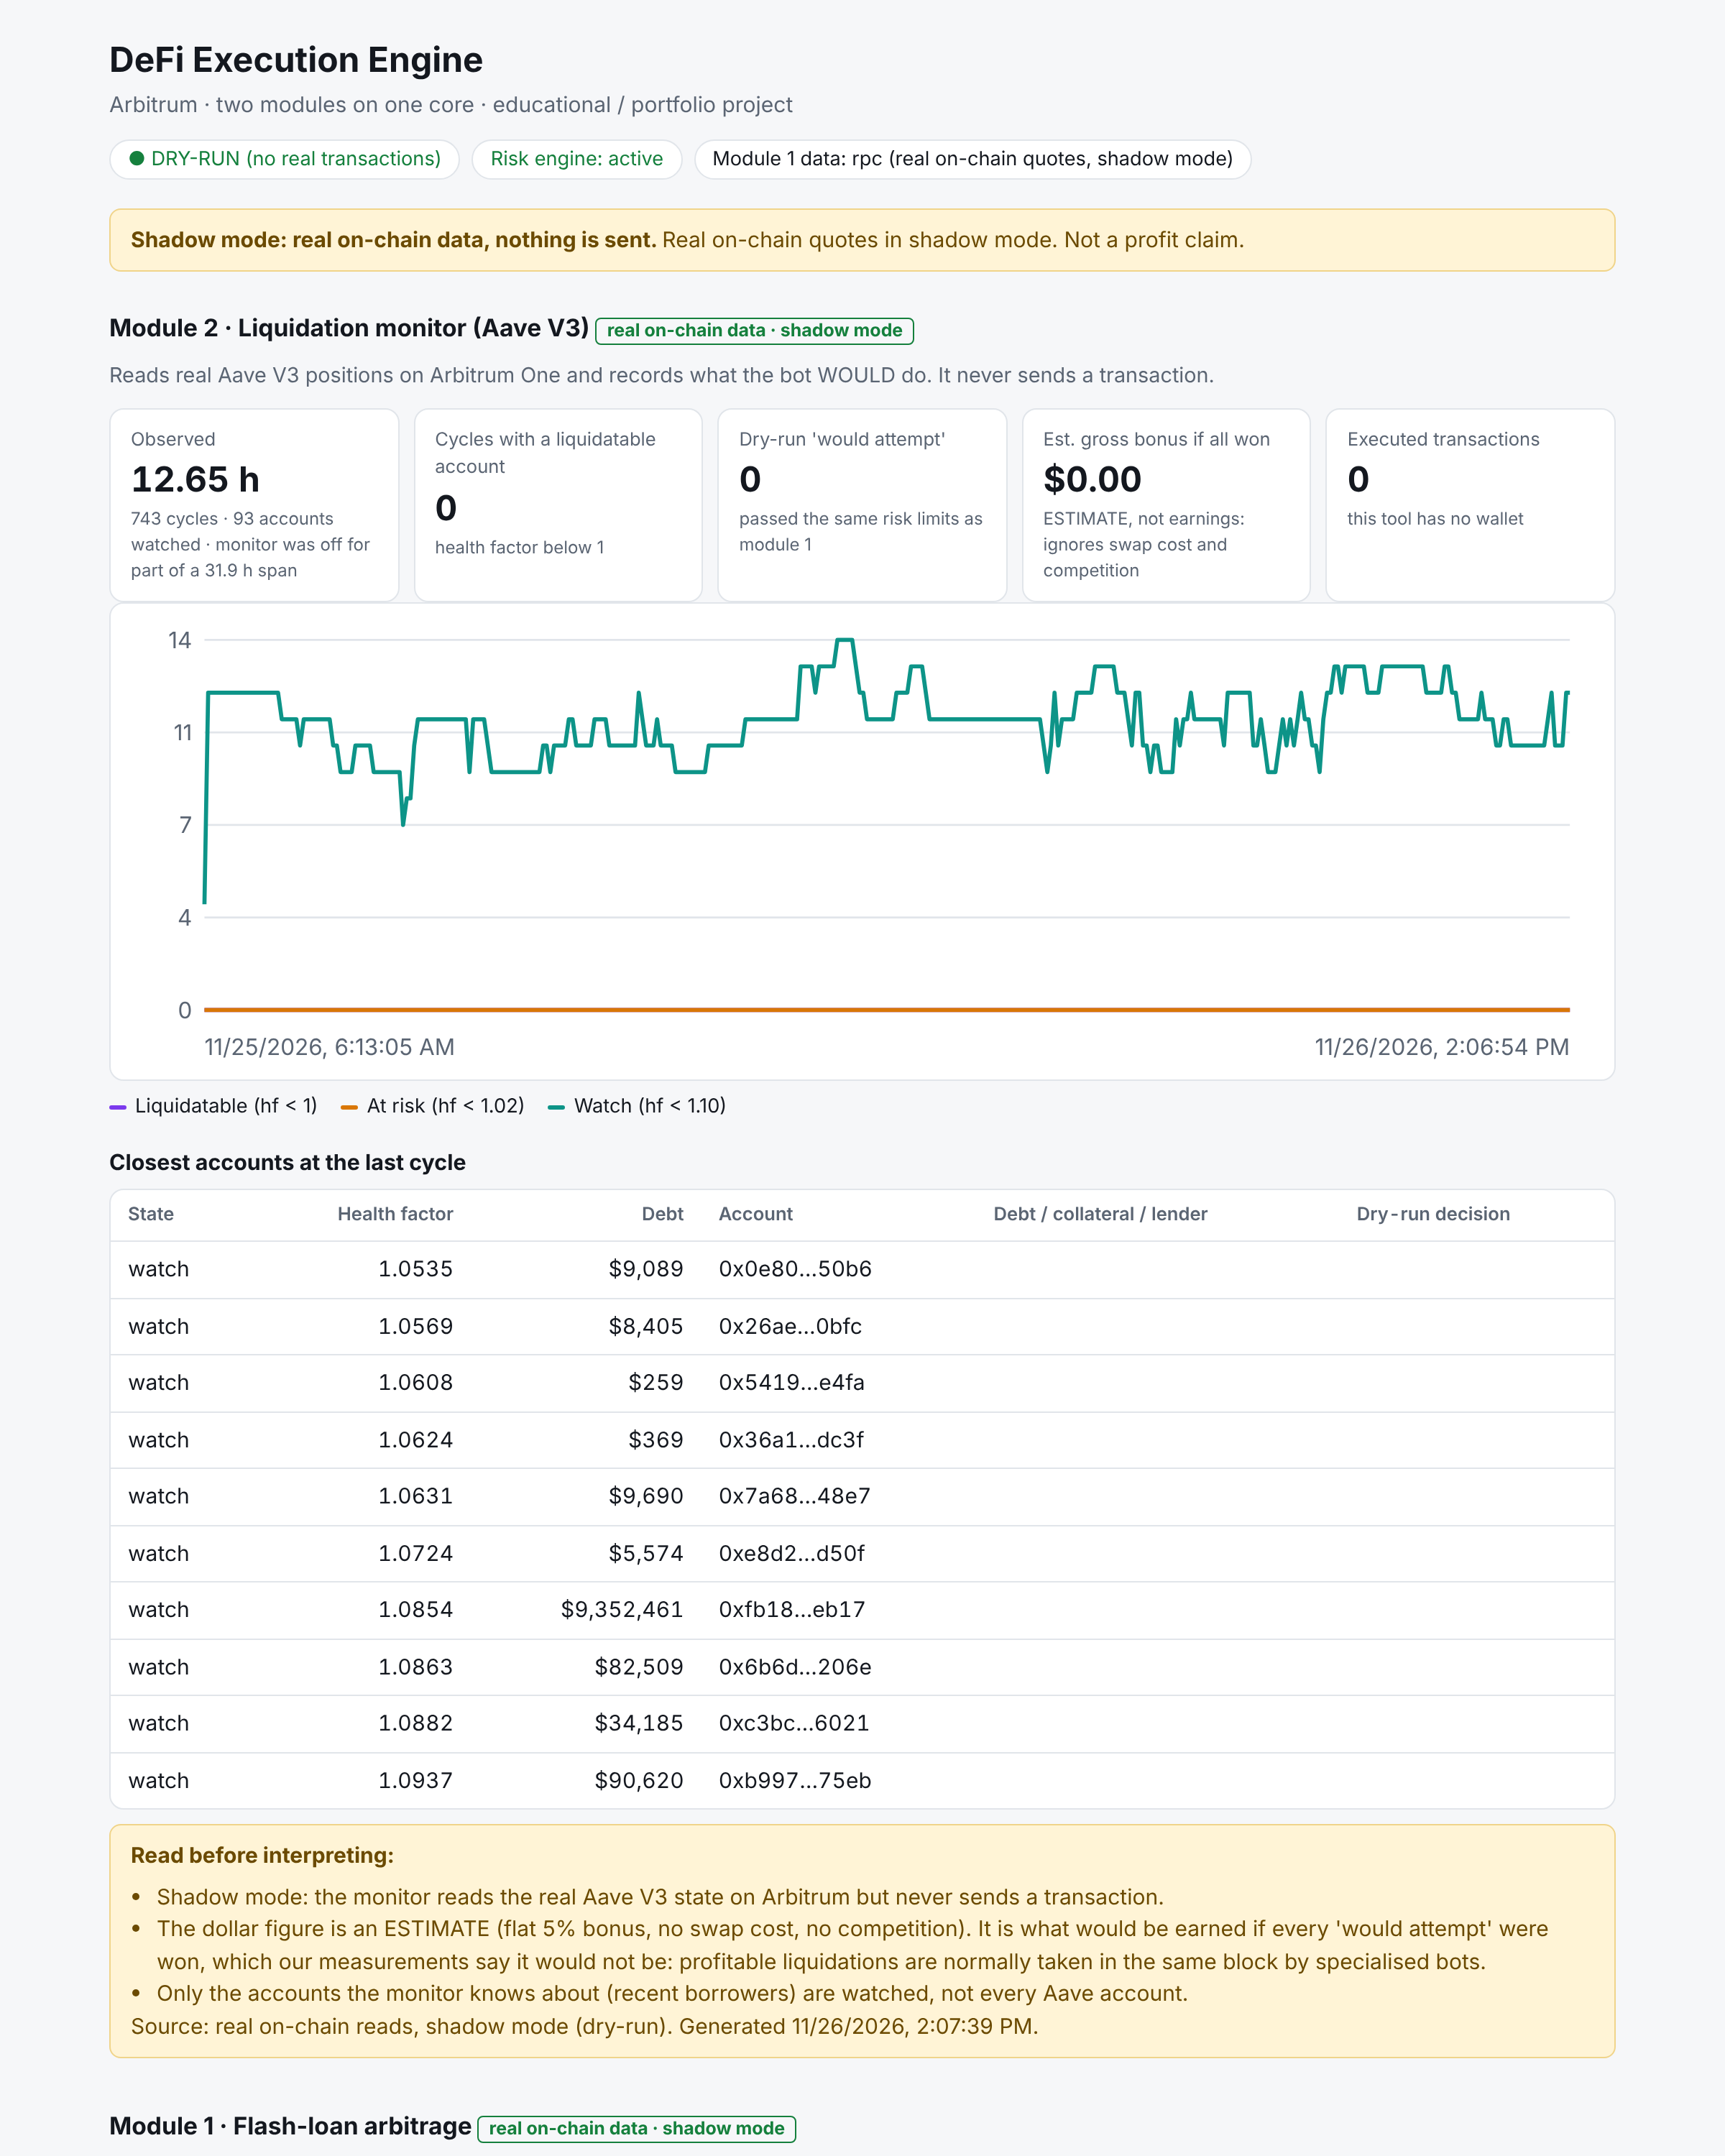 DeFi Execution Engine
Arbitrum · two modules on one core · educational / portfolio project
DRY-RUN (no real transactions)
Risk engine: active
Module 1 data: rpc (real on-chain quotes, shadow mode)
Shadow mode: real on-chain data, nothing is sent. Real on-chain quotes in shadow mode. Not a profit claim.
Module 2 · Liquidation monitor (Aave V3) real on-chain data · shadow mode
Reads real Aave V3 positions on Arbitrum One and records what the bot WOULD do. It never sends a transaction.
Observed
12.65 h
743 cycles · 93 accounts
watched · monitor was off for
part of a 31.9 h span
Cycles with a liquidatable
account
0
health factor below 1
Dry-run 'would attempt'
0
passed the same risk limits as
module 1
Est. gross bonus if all won
$0.00
ESTIMATE, not earnings:
ignores swap cost and
competition
Executed transactions
0
this tool has no wallet
14
11
7
4
0
11/25/2026, 6:13:05 AM
11/26/2026, 2:06:54 PM
Liquidatable (hf < 1)
At risk (hf < 1.02)
Watch (hf < 1.10)
Closest accounts at the last cycle
State Health factor Debt Account Debt / collateral / lender Dry-run decision
watch 1.0535 $9,089 0x0e80…50b6
watch 1.0569 $8,405 0x26ae…0bfc
watch 1.0608 $259 0x5419…e4fa
watch 1.0624 $369 0x36a1…dc3f
watch 1.0631 $9,690 0x7a68…48e7
watch 1.0724 $5,574 0xe8d2…d50f
watch 1.0854 $9,352,461 0xfb18…eb17
watch 1.0863 $82,509 0x6b6d…206e
watch 1.0882 $34,185 0xc3bc…6021
watch 1.0937 $90,620 0xb997…75eb
Read before interpreting:
• Shadow mode: the monitor reads the real Aave V3 state on Arbitrum but never sends a transaction.
• The dollar figure is an ESTIMATE (flat 5% bonus, no swap cost, no competition). It is what would be earned if every 'would attempt' were
won, which our measurements say it would not be: profitable liquidations are normally taken in the same block by specialised bots.
• Only the accounts the monitor knows about (recent borrowers) are watched, not every Aave account.
Source: real on-chain reads, shadow mode (dry-run). Generated 11/26/2026, 2:07:39 PM.
Module 1 · Flash-loan arbitrage real on-chain data · shadow mode